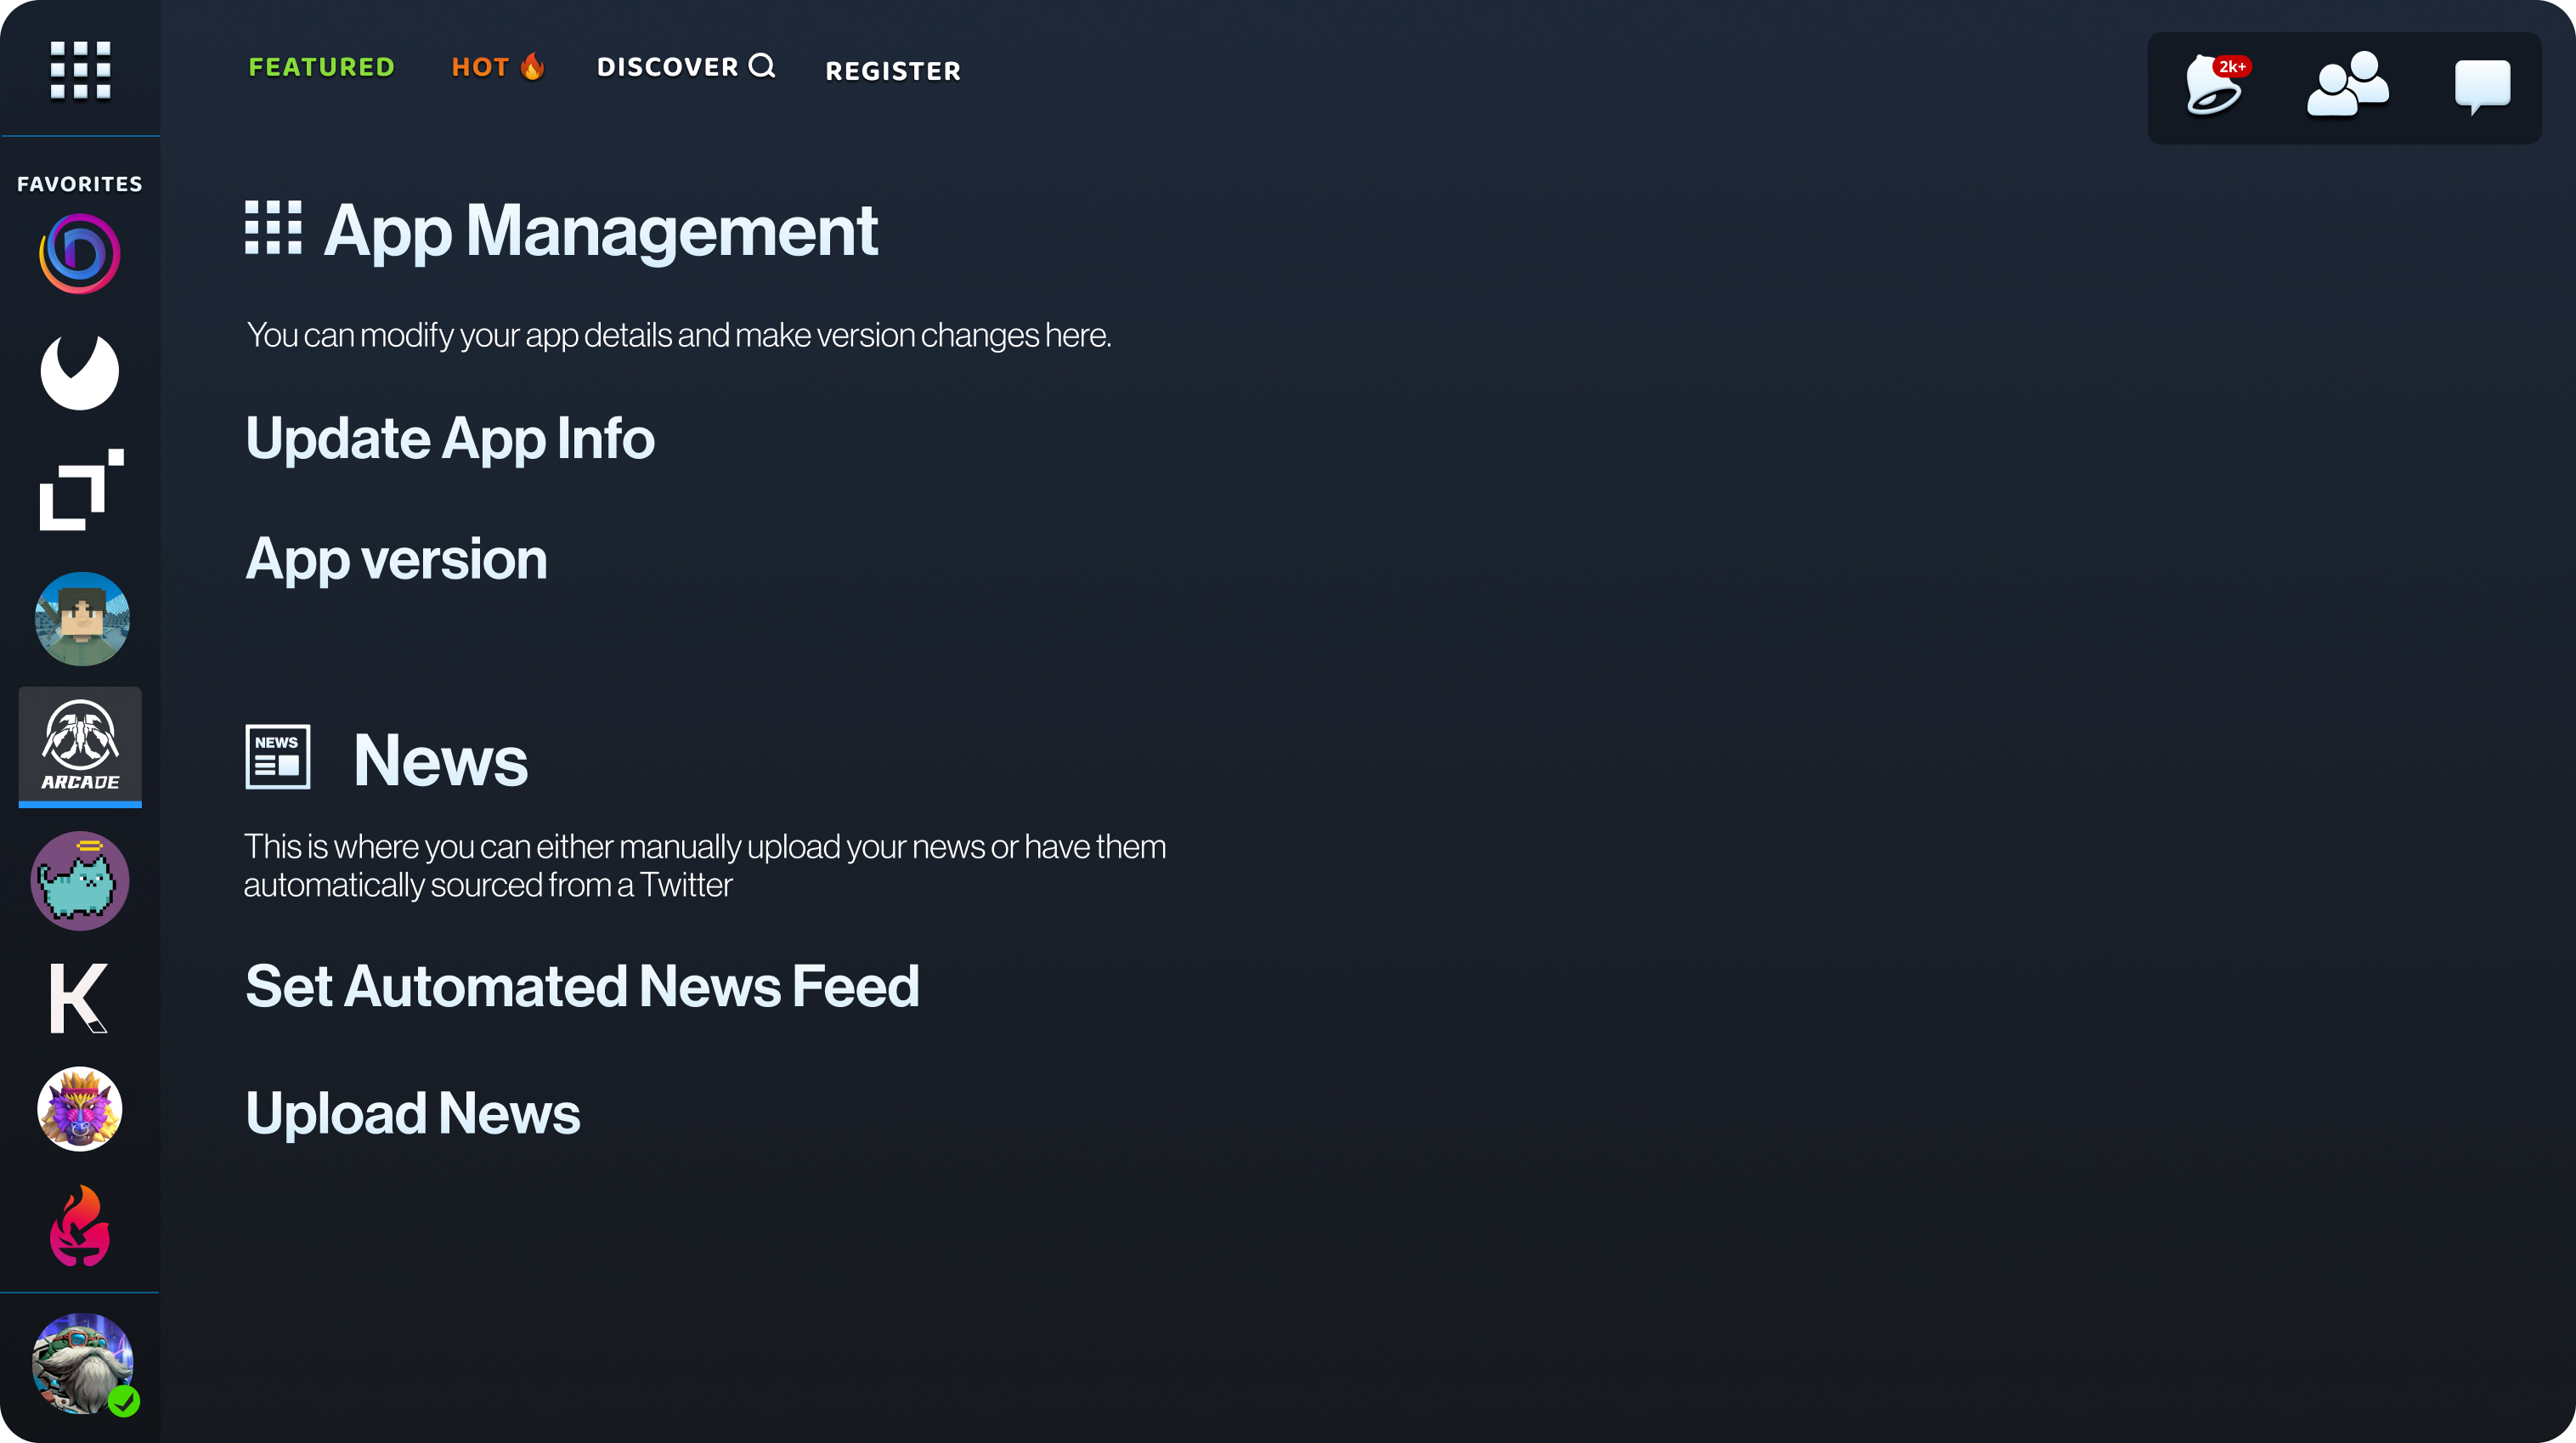 FEATURED
HOT
DISCOVER
REGISTER
2k+
FAVORITES
App Management
You can modify your app details and make version changes here.
Update App Info
App version
ARCADE
NEWS
News
This is where you can either manually upload your news or have them
automatically sourced from a Twitter
Set Automated News Feed
K
Upload News